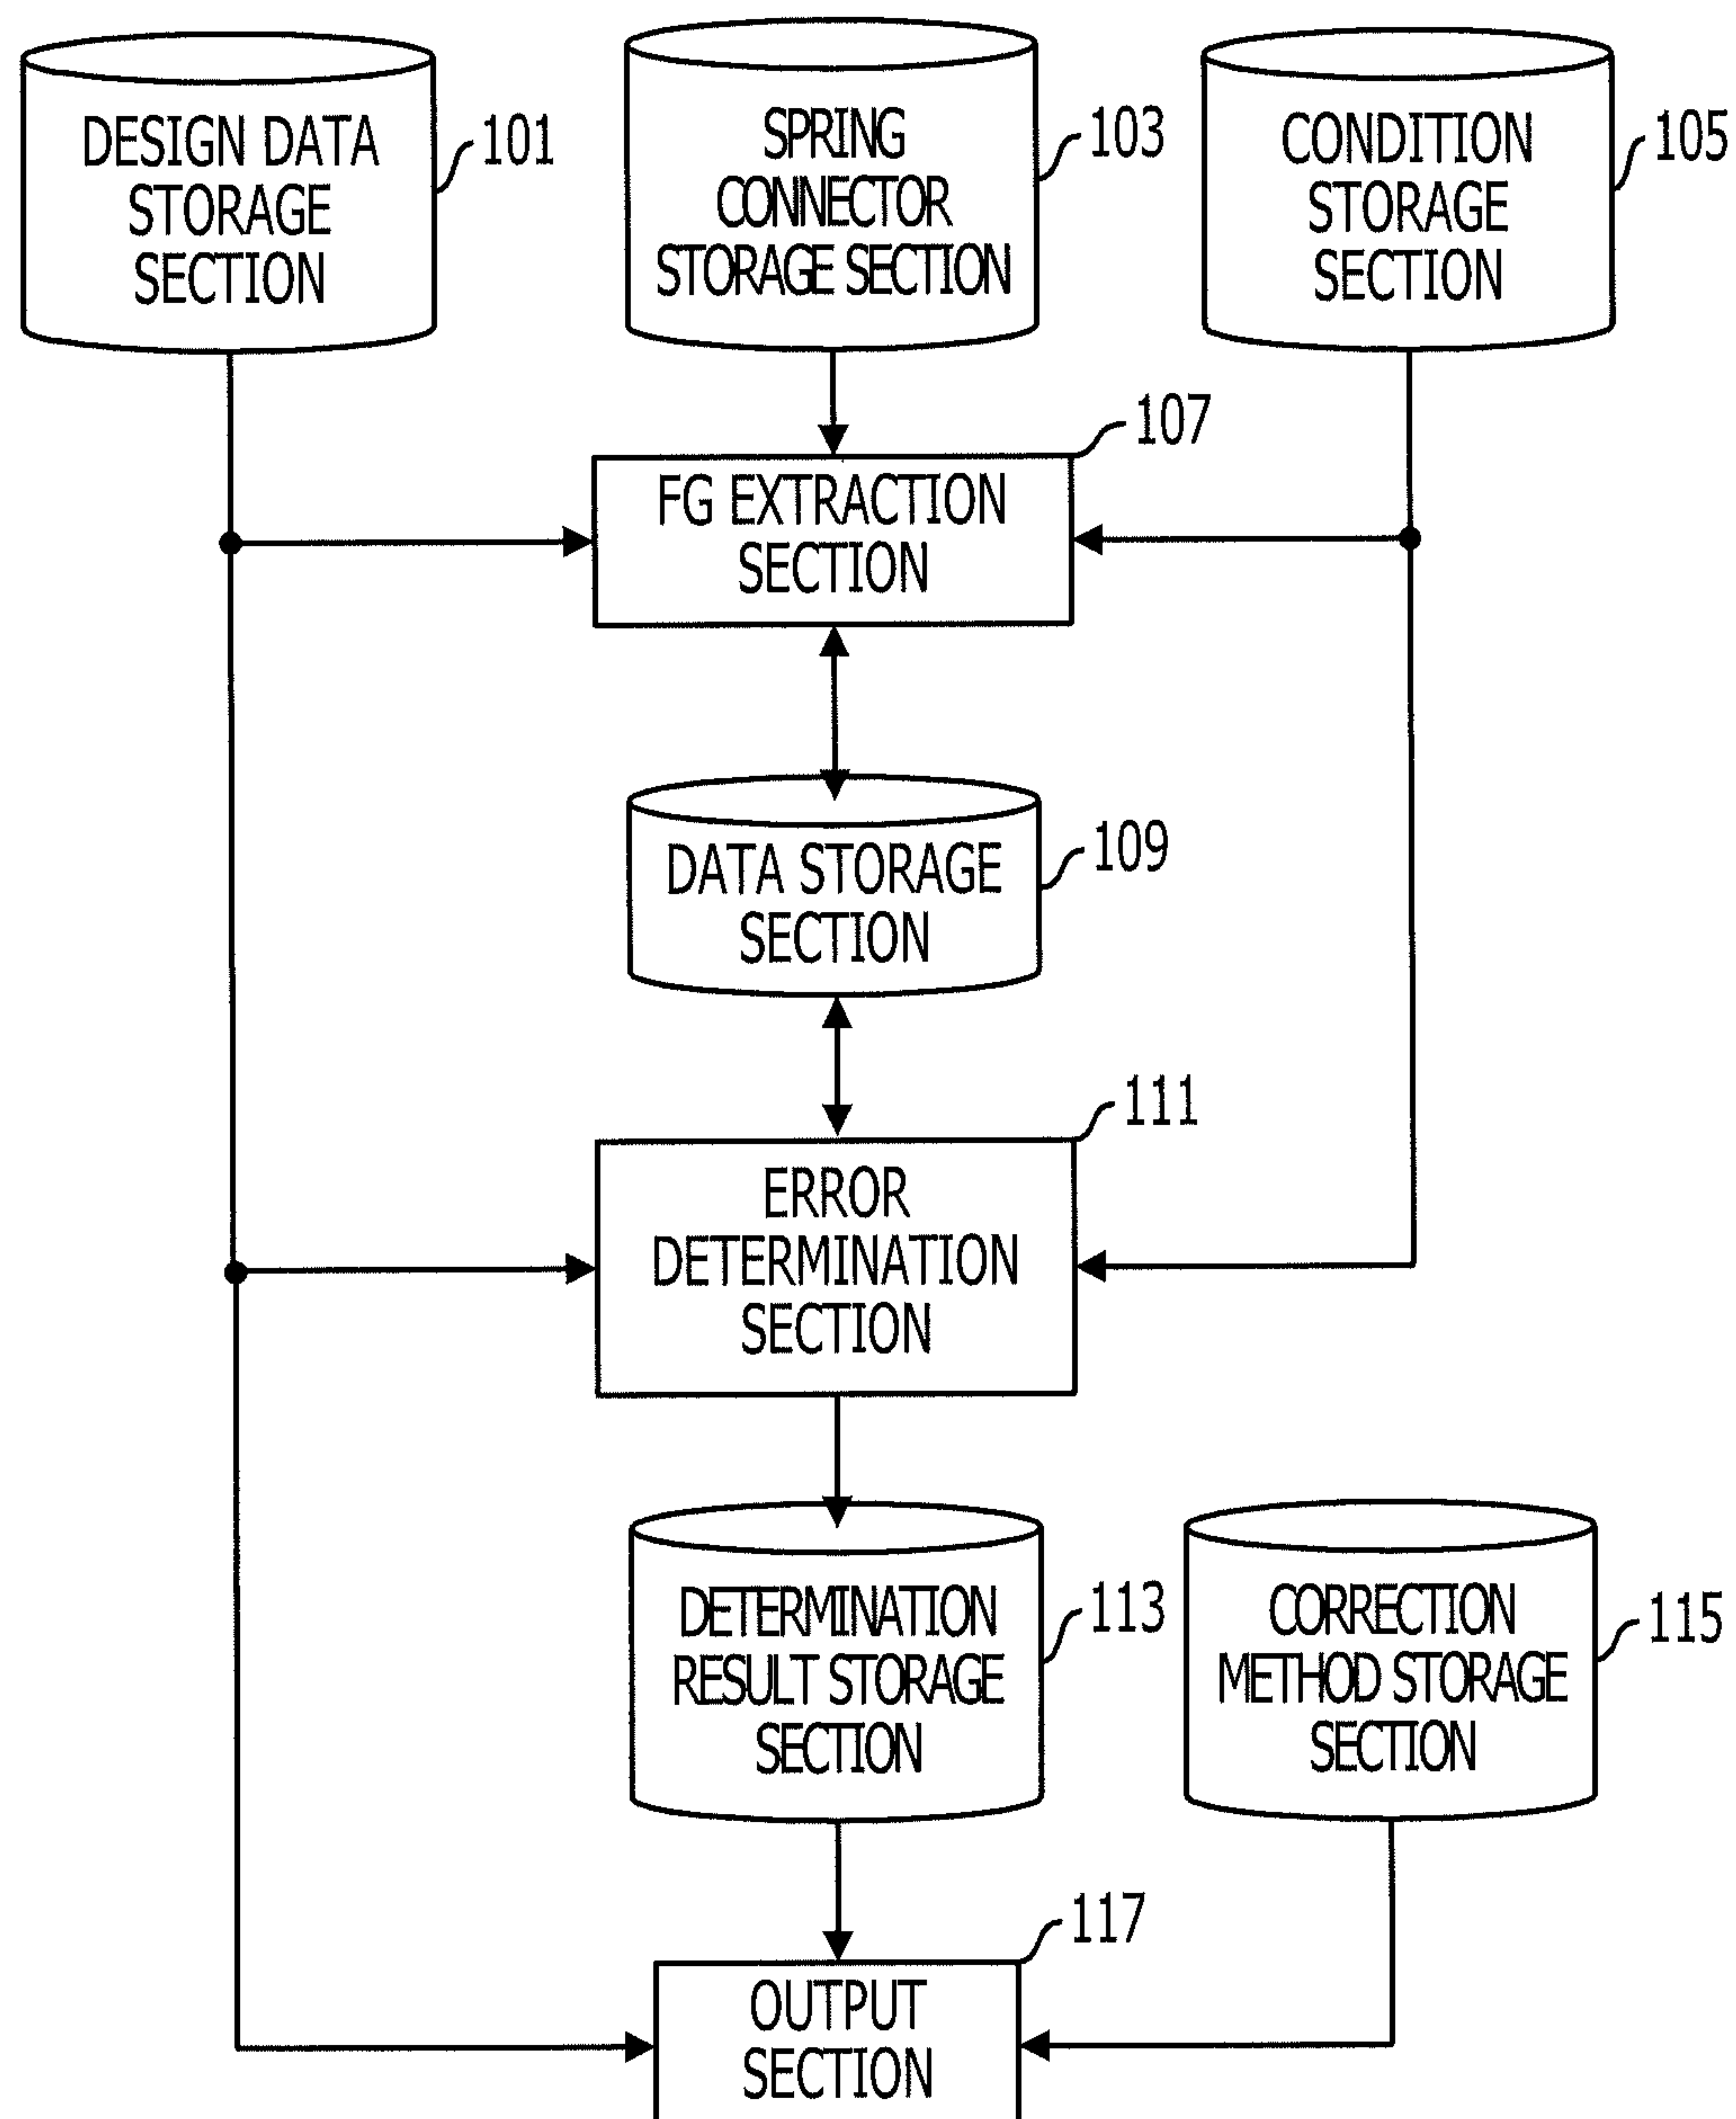 DESIGN DATA
STORAGE
SECTION
101
SPRING
CONNECTOR
STORAGE SECTION
103
CONDITION
STORAGE
SECTION
105
FG EXTRACTION
SECTION
107
DATA STORAGE
SECTION
109
ERROR
DETERMINATION
SECTION
111
DETERMINATION
RESULT STORAGE
SECTION
113
CORRECTION
METHOD STORAGE
SECTION
115
OUTPUT
SECTION
117